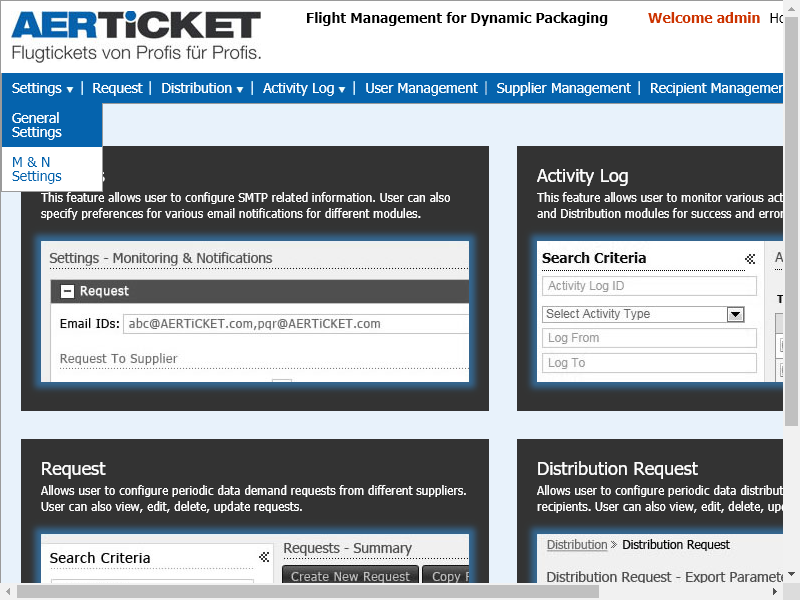 AERTiCKET
Flugtickets von Profis für Profis.
Flight Management for Dynamic Packaging
Welcome admin
Settings | Request | Distribution | Activity Log | User Management | Supplier Management | Recipient Managemen
General
Settings
M & N
Settings
This feature allows user to configure SMTP related information. User can also
specify preferences for various email notifications for different modules.
Settings - Monitoring & Notifications
Request
Email IDs: abc@AERTiCKET.com,pqr@AERTiCKET.com
Request To Supplier
Activity Log
This feature allows user to monitor various act
and Distribution modules for success and error
Search Criteria
Activity Log ID
Select Activity Type
Log From
Log To
Request
Allows user to configure periodic data demand requests from different suppliers.
User can also view, edit, delete, update requests.
Search Criteria
Requests - Summary
Create New Request
Copy
Distribution Request
Allows user to configure periodic data distribut
recipients. User can also view, edit, delete, up
Distribution » Distribution Request
Distribution Request - Export Paramet